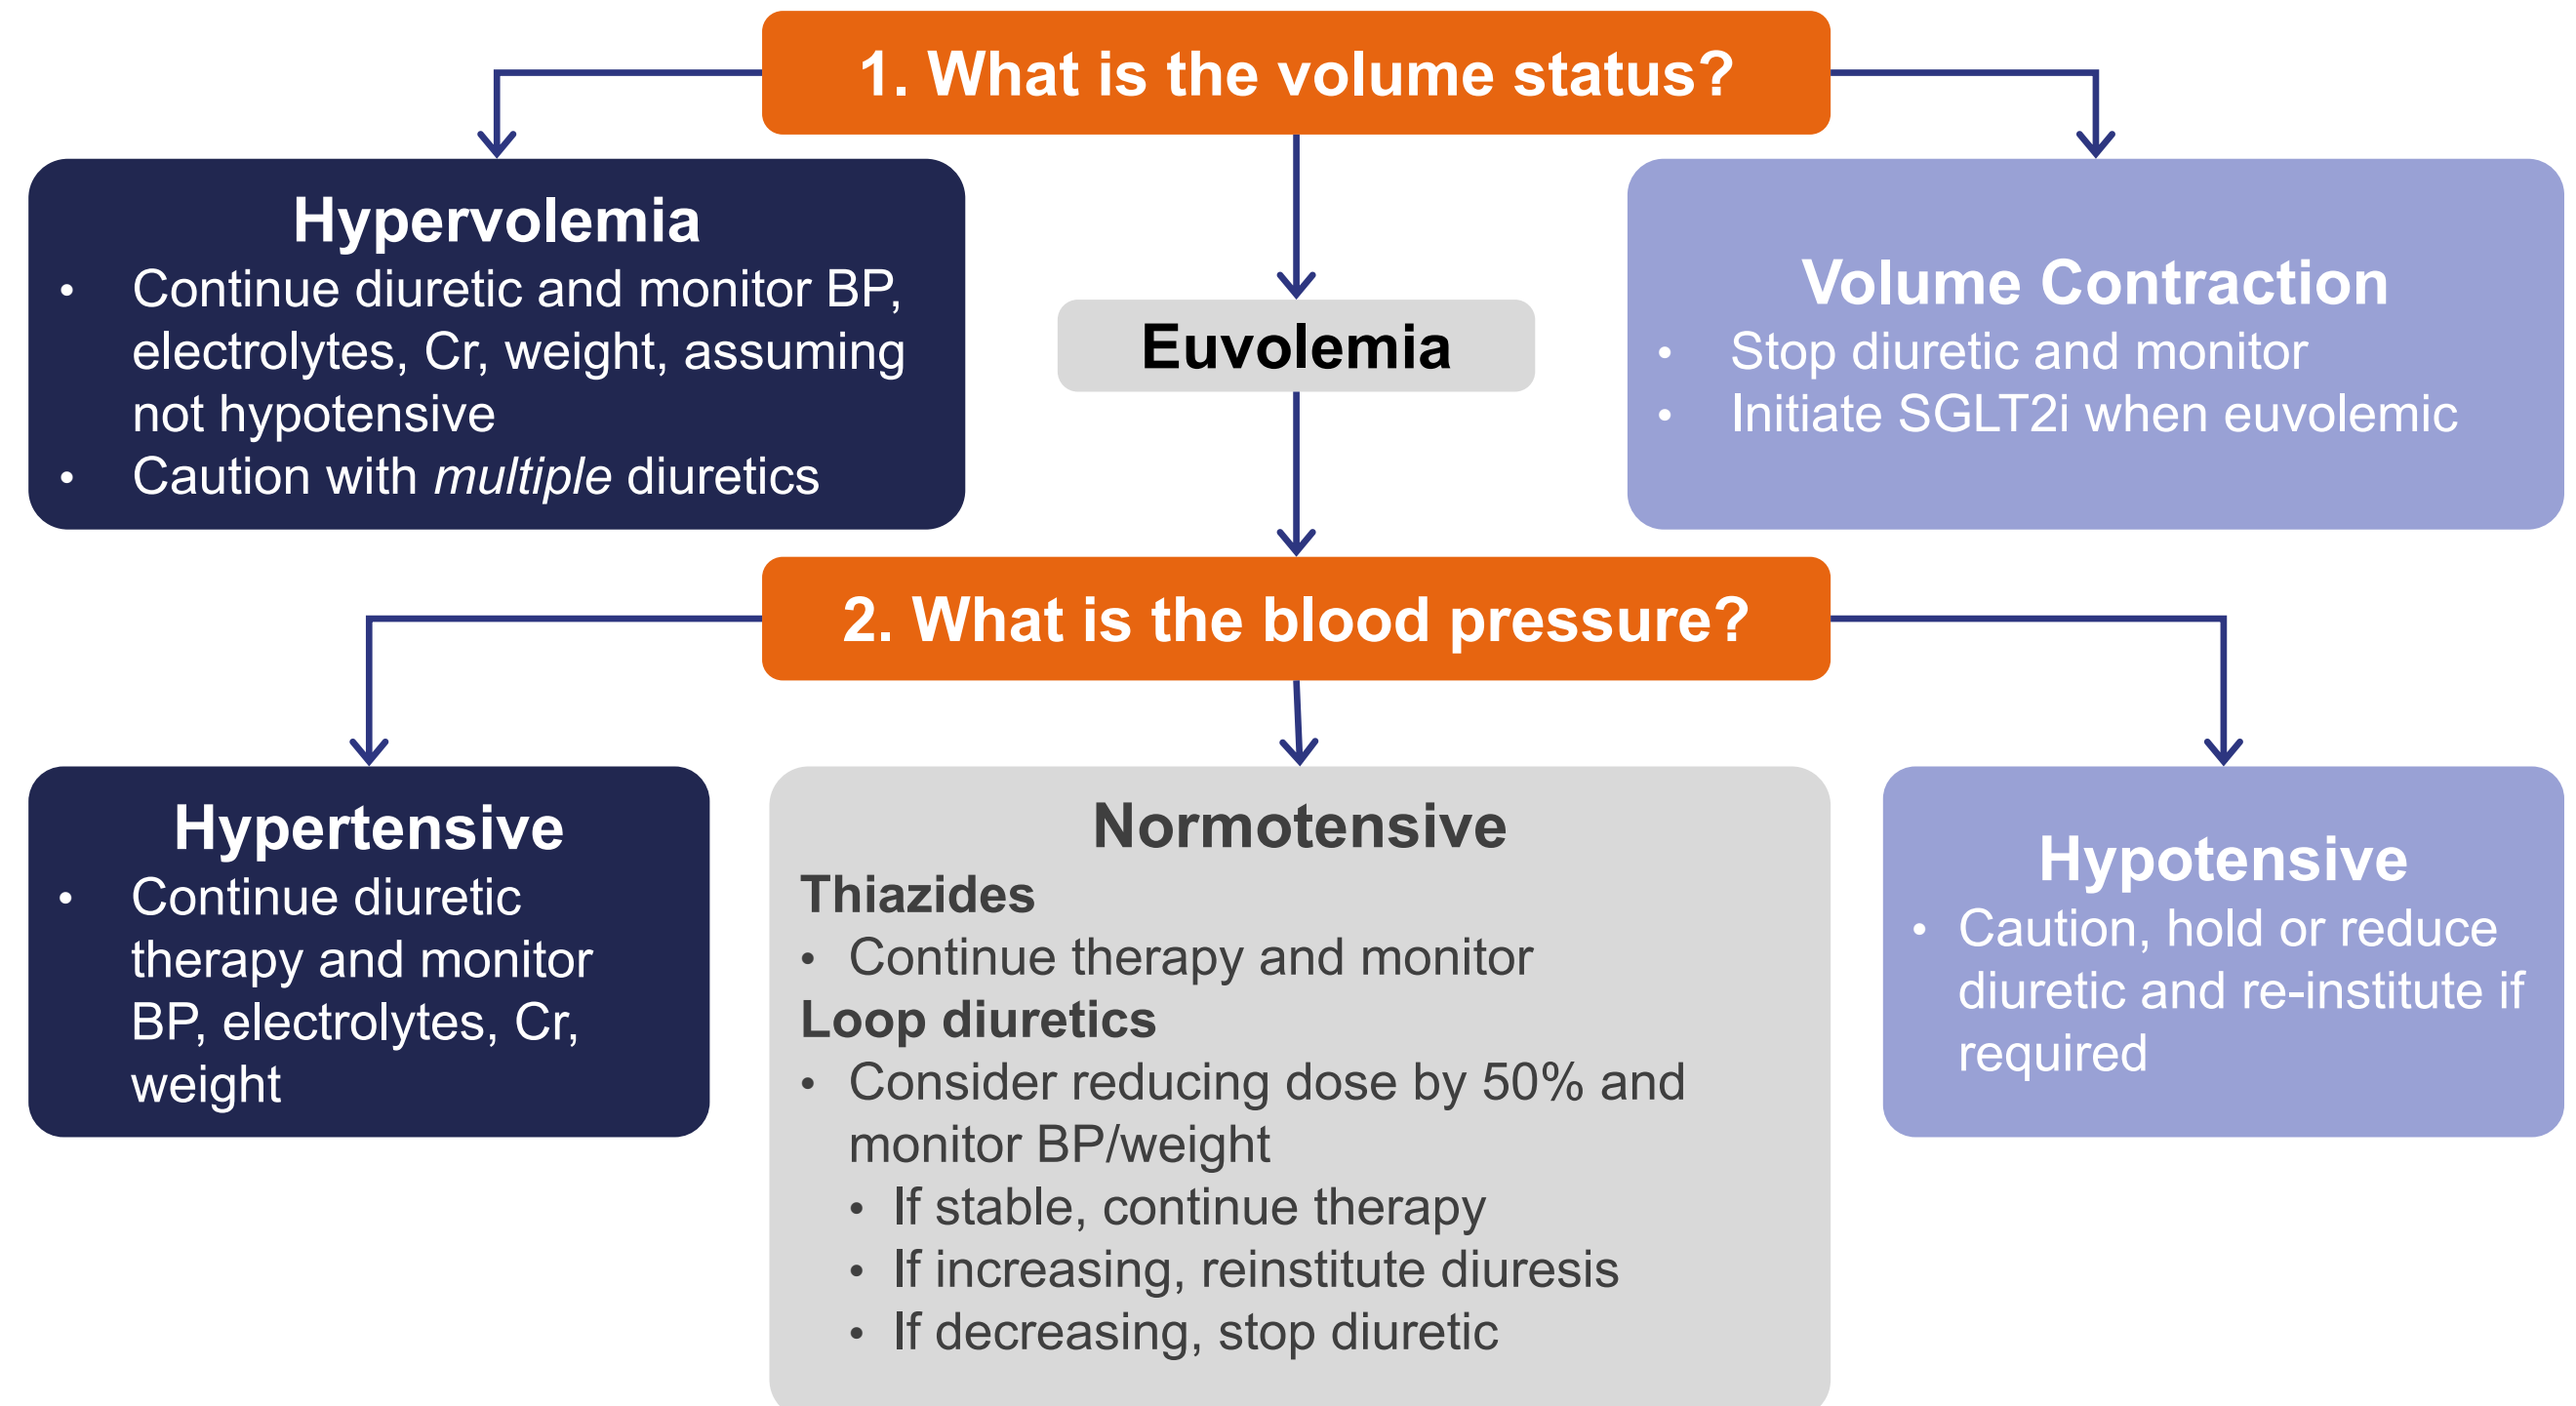 1. What is the volume status?
Hypervolemia
• Continue diuretic and monitor BP,
electrolytes, Cr, weight, assuming
not hypotensive
• Caution with multiple diuretics
Euvolemia
Volume Contraction
• Stop diuretic and monitor
• Initiate SGLT2i when euvolemic
2. What is the blood pressure?
Hypertensive
• Continue diuretic
therapy and monitor
BP, electrolytes, Cr,
weight
Normotensive
Thiazides
• Continue therapy and monitor
Loop diuretics
• Consider reducing dose by 50% and
monitor BP/weight
• If stable, continue therapy
• If increasing, reinstitute diuresis
• If decreasing, stop diuretic
Hypotensive
• Caution, hold or reduce
diuretic and re-institute if
required